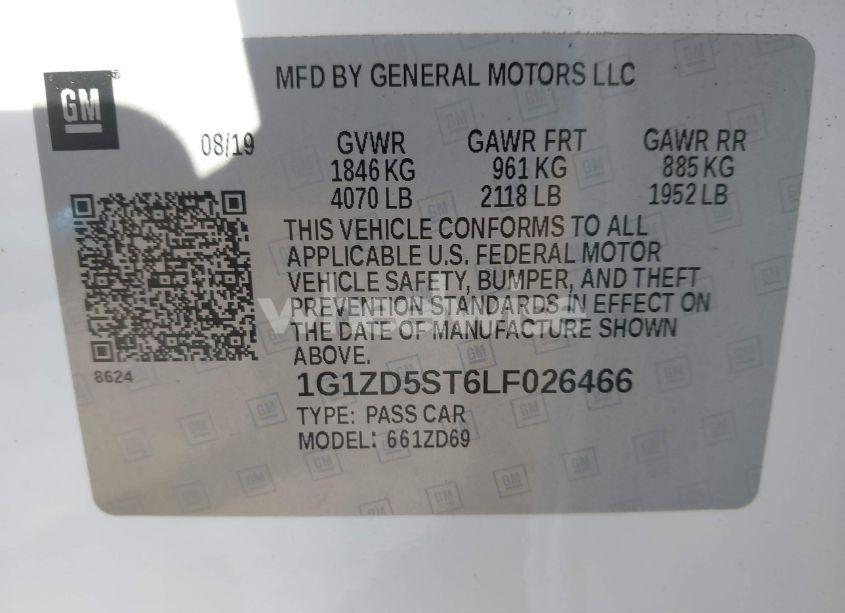 MFD BY GENERAL MOTORS LLC
GM
08/19 GVWR GAWR FRT GAWR RR
1846 KG 961 KG 885 KG
4070 LB 2118 LB 1952 LB
THIS VEHICLE CONFORMS TO ALL
APPLICABLE U.S. FEDERAL MOTOR
VEHICLE SAFETY, BUMPER, AND THEFT
PREVENTION STANDARDS IN EFFECT ON
THE DATE OF MANUFACTURE SHOWN
ABOVE.
8624
1G1ZD5ST6LF026466
TYPE: PASS CAR
MODEL: 661ZD69